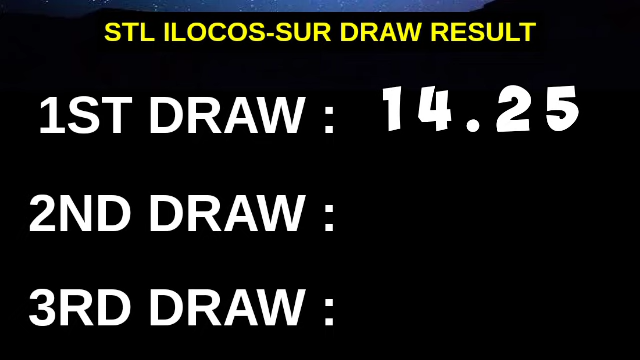 STL ILOCOS-SUR DRAW RESULT
1ST DRAW : 14.25
2ND DRAW :
3RD DRAW :